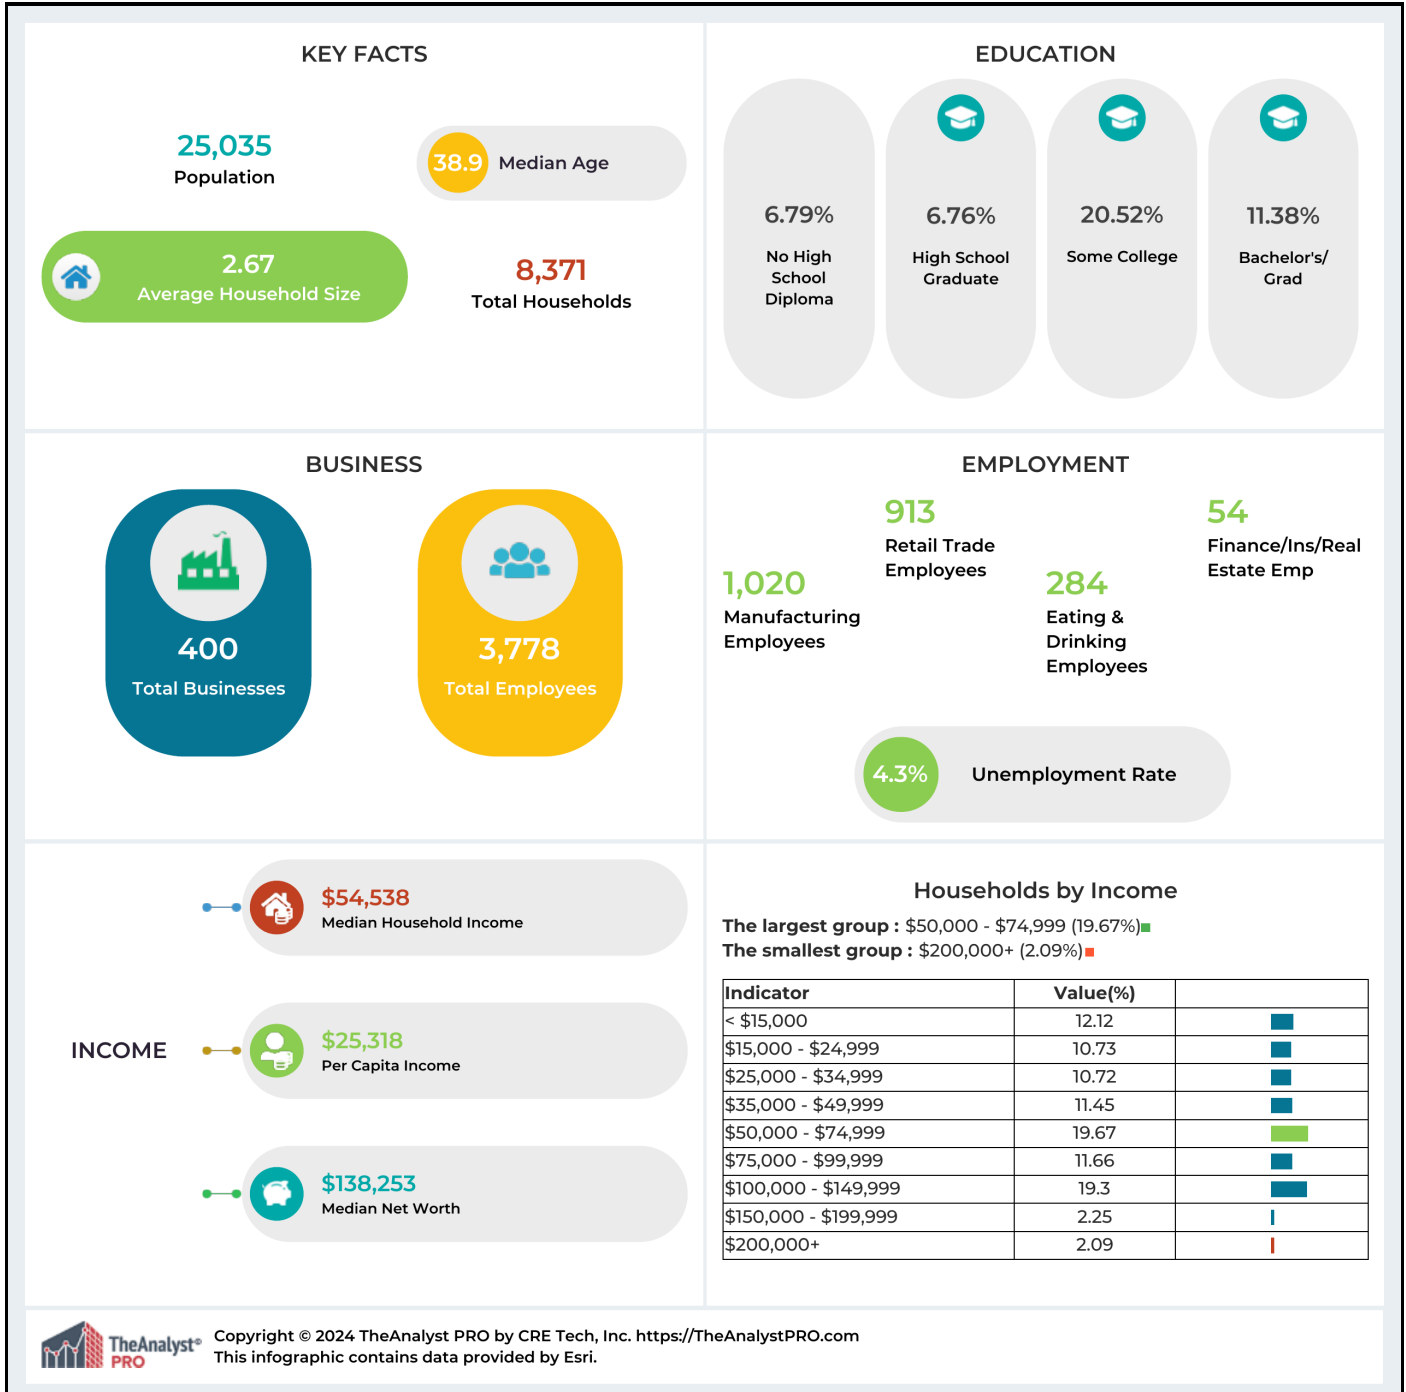 KEY FACTS
25,035
Population
38.9 Median Age
2.67
Average Household Size
8,371
Total Households
EDUCATION
6.79%
No High
School
Diploma
6.76%
High School
Graduate
20.52%
Some College
11.38%
Bachelor's/
Grad
BUSINESS
400
Total Businesses
3,778
Total Employees
EMPLOYMENT
1,020
Manufacturing
Employees
913
Retail Trade
Employees
284
Eating &
Drinking
Employees
54
Finance/Ins/Real
Estate Emp
4.3% Unemployment Rate
INCOME
$54,538
Median Household Income
$25,318
Per Capita Income
$138,253
Median Net Worth
Households by Income
The largest group : $50,000 - $74,999 (19.67%)
The smallest group : $200,000+ (2.09%)
Indicator Value(%)
< $15,000 12.12
$15,000 - $24,999 10.73
$25,000 - $34,999 10.72
$35,000 - $49,999 11.45
$50,000 - $74,999 19.67
$75,000 - $99,999 11.66
$100,000 - $149,999 19.3
$150,000 - $199,999 2.25
$200,000+ 2.09
TheAnalyst®
PRO
Copyright © 2024 TheAnalyst PRO by CRE Tech, Inc. https://TheAnalystPRO.com
This infographic contains data provided by Esri.